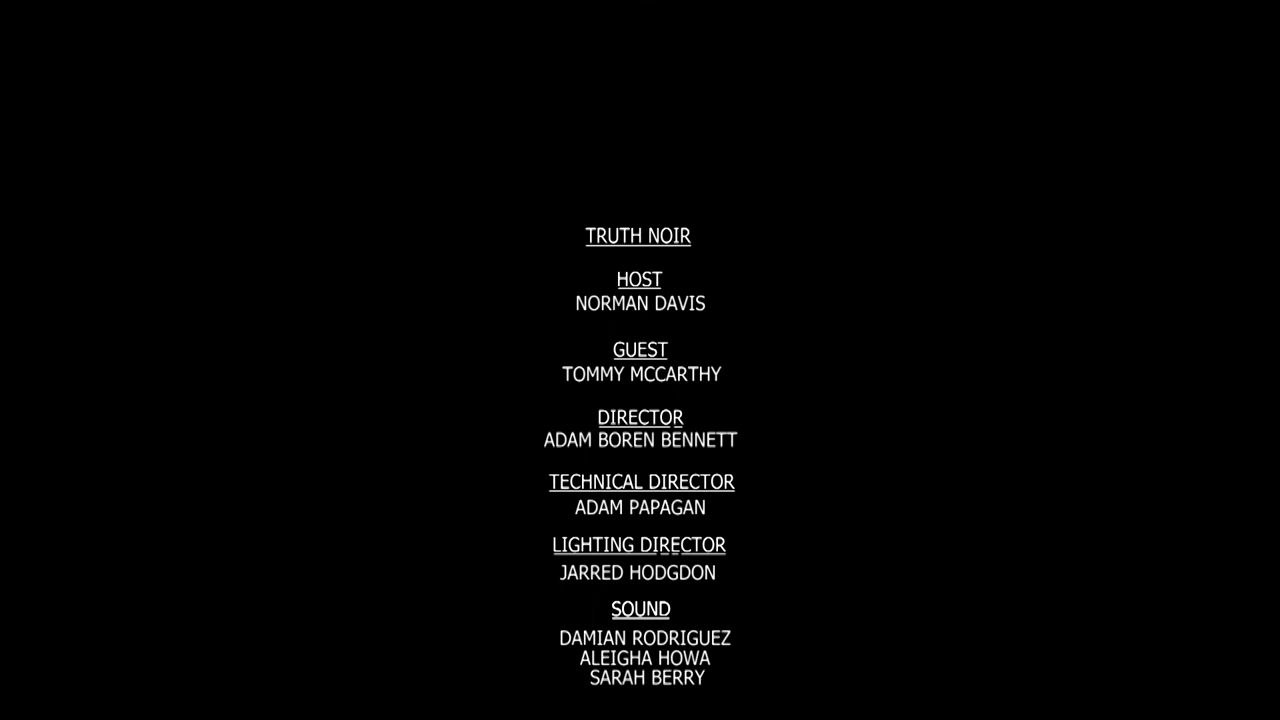 TRUTH NOIR
HOST
NORMAN DAVIS
GUEST
TOMMY MCCARTHY
DIRECTOR
ADAM BOREN BENNETT
TECHNICAL DIRECTOR
ADAM PAPAGAN
LIGHTING DIRECTOR
JARRED HODGDON
SOUND
DAMIAN RODRIGUEZ
ALEIGHA HOWA
SARAH BERRY